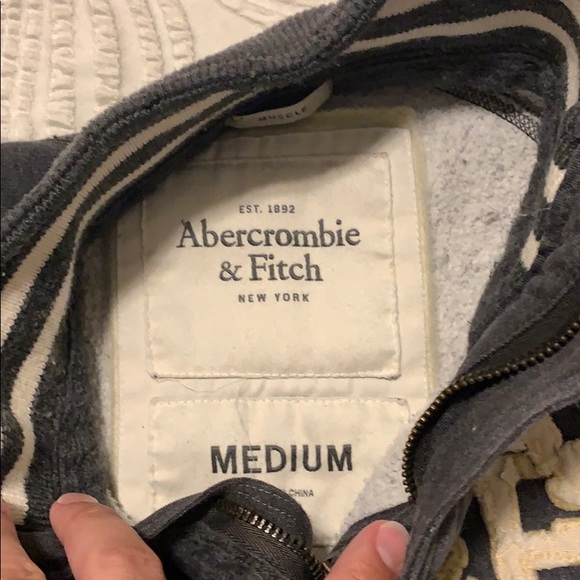 MUSCLE
EST. 1892
Abercrombie
& Fitch
NEW YORK
MEDIUM
CHINA